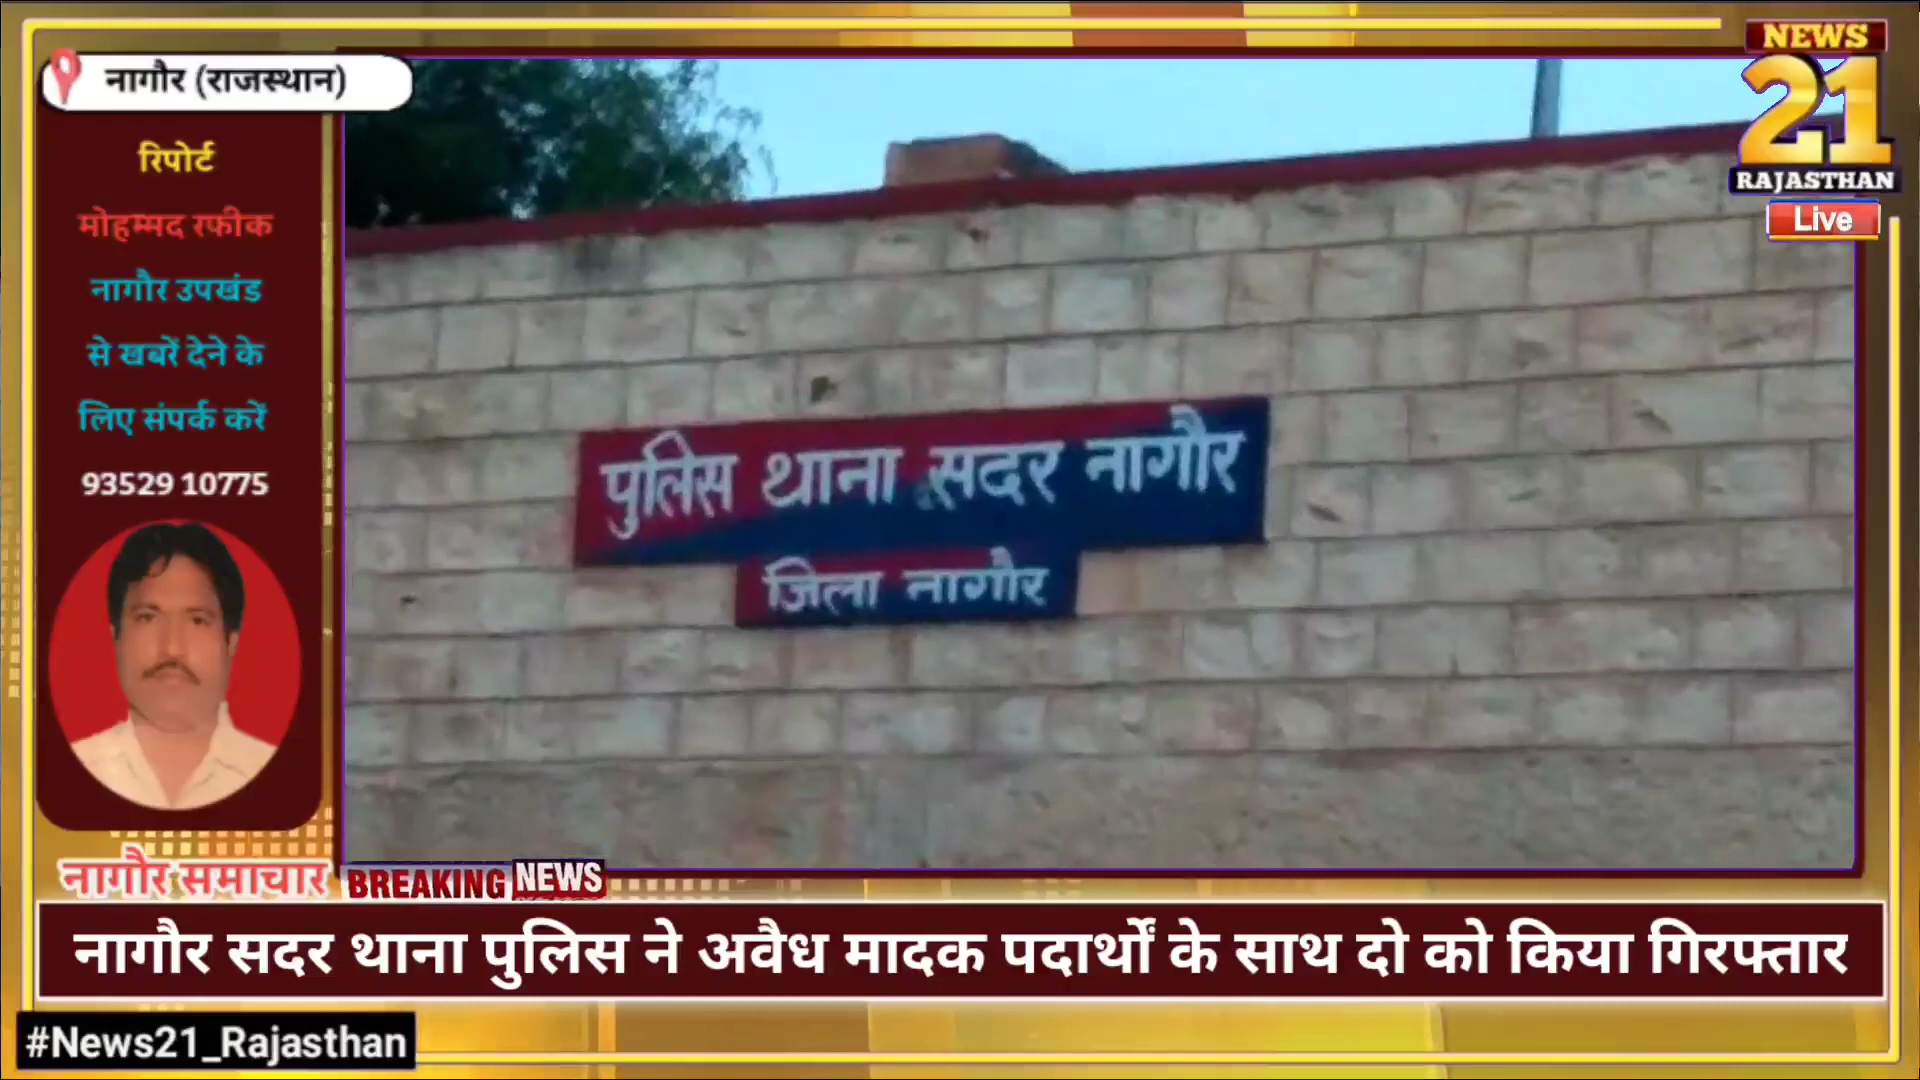 नागौर (राजस्थान)
रिपोर्ट
मोहम्मद रफीक
नागौर उपखंड
से खबरें देने के
लिए संपर्क करें
93529 10775
NEWS
21
RAJASTHAN
Live
पुलिस थाना सदर नागौर
जिला नागौर
नागौर समाचार
BREAKING NEWS
नागौर सदर थाना पुलिस ने अवैध मादक पदार्थों के साथ दो को किया गिरफ्तार
#News21_Rajasthan